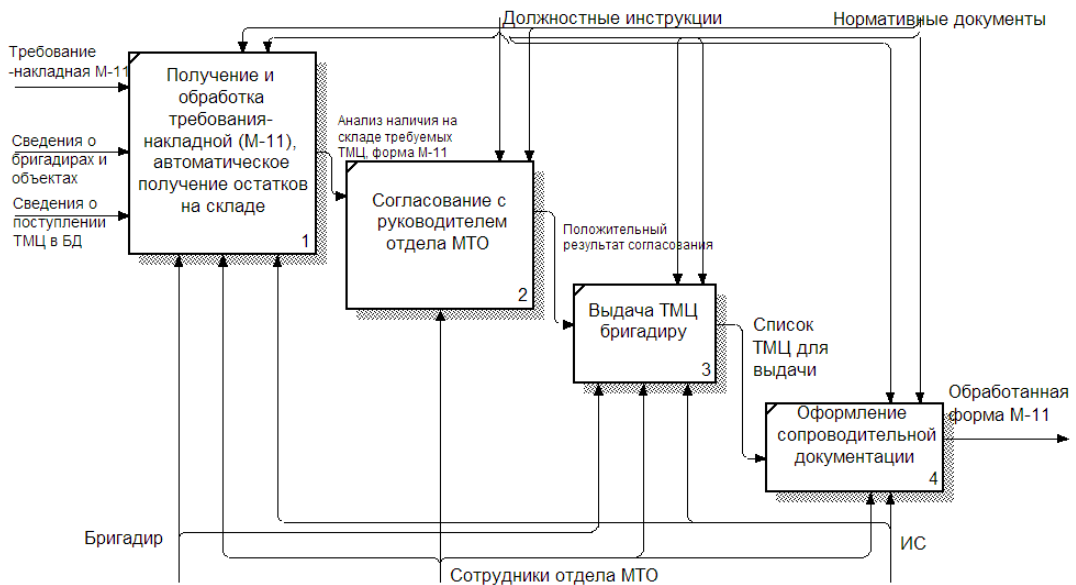 Должностные инструкции
Нормативные документы
Требование
-накладная М-11
Сведения о
бригадирах и
объектах
Сведения о
поступлении
ТМЦ в БД
Получение и
обработка
требования-
накладной (М-11),
автоматическое
получение остатков
на складе
1
Анализ наличия на
складе требуемых
ТМЦ, форма М-11
Согласование с
руководителем
отдела МТО
2
Положительный
результат согласования
Выдача ТМЦ
бригадиру
3
Список
ТМЦ для
выдачи
Оформление
сопроводительной
документации
4
Обработанная
форма М-11
Бригадир
Сотрудники отдела МТО
ИС